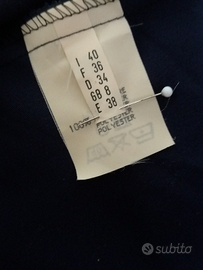 I 40
F 36
D 34
GB 8
E 38
100%
POLYESTER
POLYESTER
subito